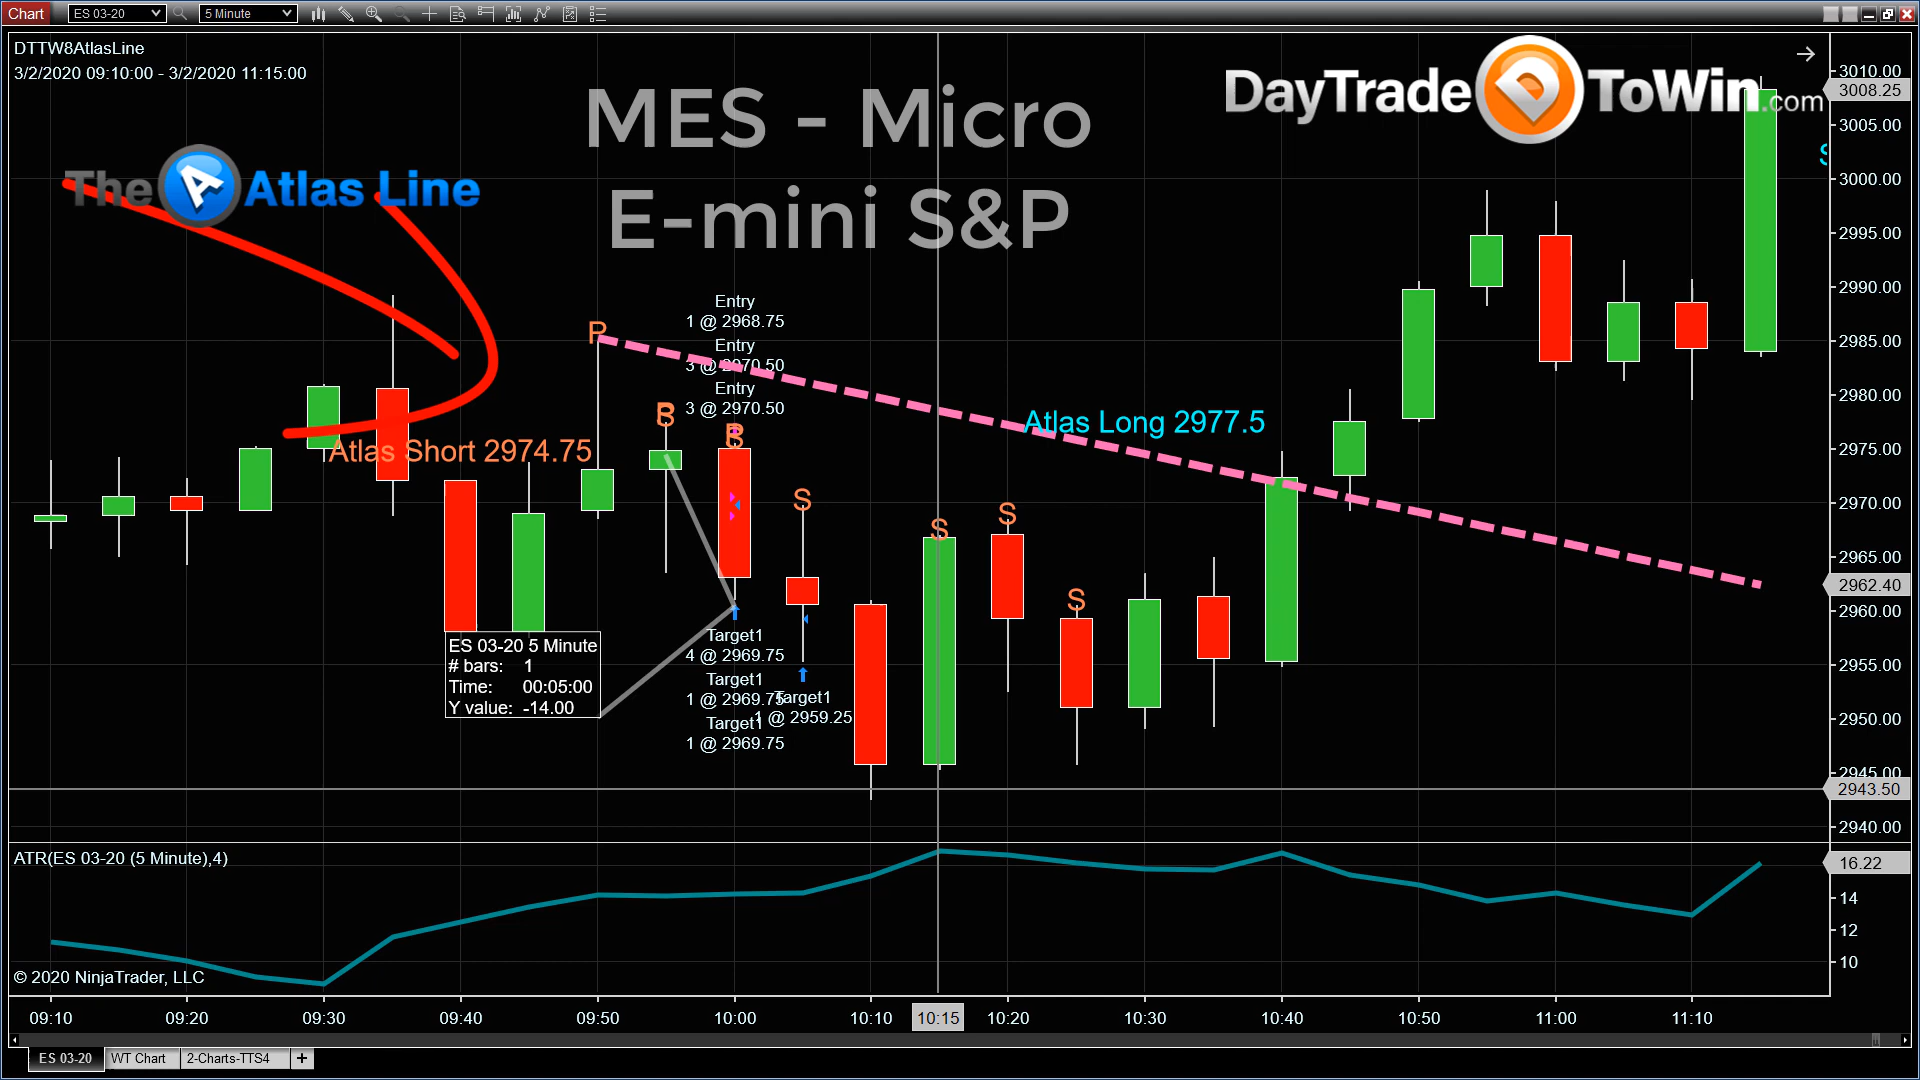 Chart
ES 03-20
5 Minute
DTTW8AtlasLine
3/2/2020 09:10:00 - 3/2/2020 11:15:00
MES - Micro
E-mini S&P
DayTrade ToWin.com
The A Atlas Line
3010.00
3008.25
3005.00
3000.00
2995.00
2990.00
2985.00
2980.00
2975.00
2970.00
2965.00
2962.40
2960.00
2955.00
2950.00
2945.00
2943.50
2940.00
S
Entry
1 @ 2968.75
Entry
3 @ 2970.50
Entry
3 @ 2970.50
P
B
B
Atlas Short 2974.75
Atlas Long 2977.5
S
S
S
S
ES 03-20 5 Minute
# bars: 1
Time: 00:05:00
Y value: -14.00
Target1
4 @ 2969.75
Target1
1 @ 2969.75
Target1
1 @ 2969.75
Target1
1 @ 2959.25
ATR(ES 03-20 (5 Minute),4)
16.22
14
12
10
© 2020 NinjaTrader, LLC
09:10 09:20 09:30 09:40 09:50 10:00 10:10 10:15 10:20 10:30 10:40 10:50 11:00 11:10
ES 03-20 WT Chart 2-Charts-TTS4 +